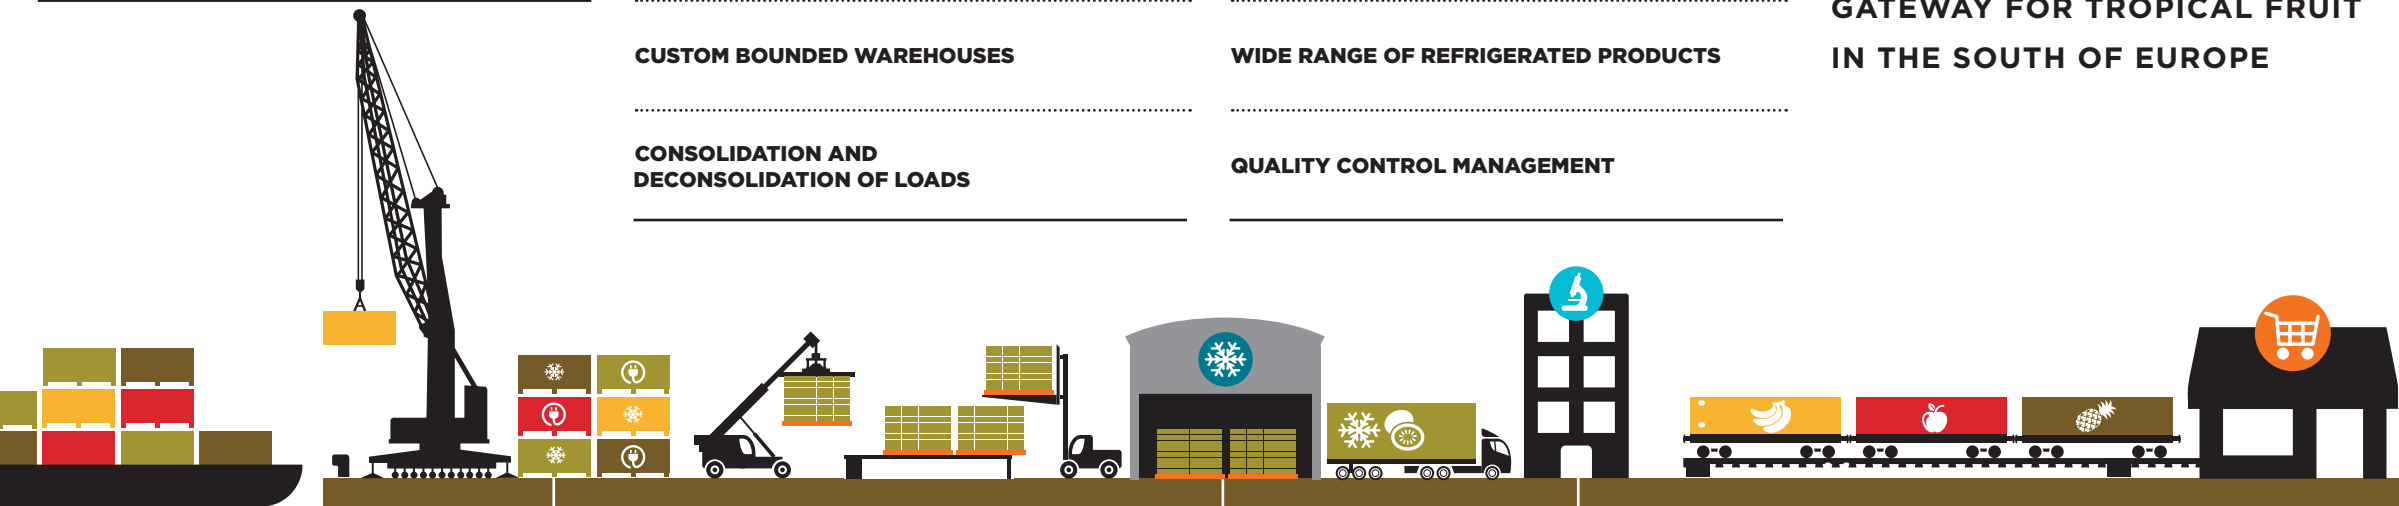 CUSTOM BOUNDED WAREHOUSES
CONSOLIDATION AND
DECONSOLIDATION OF LOADS
WIDE RANGE OF REFRIGERATED PRODUCTS
QUALITY CONTROL MANAGEMENT
GATEWAY FOR TROPICAL FRUIT
IN THE SOUTH OF EUROPE